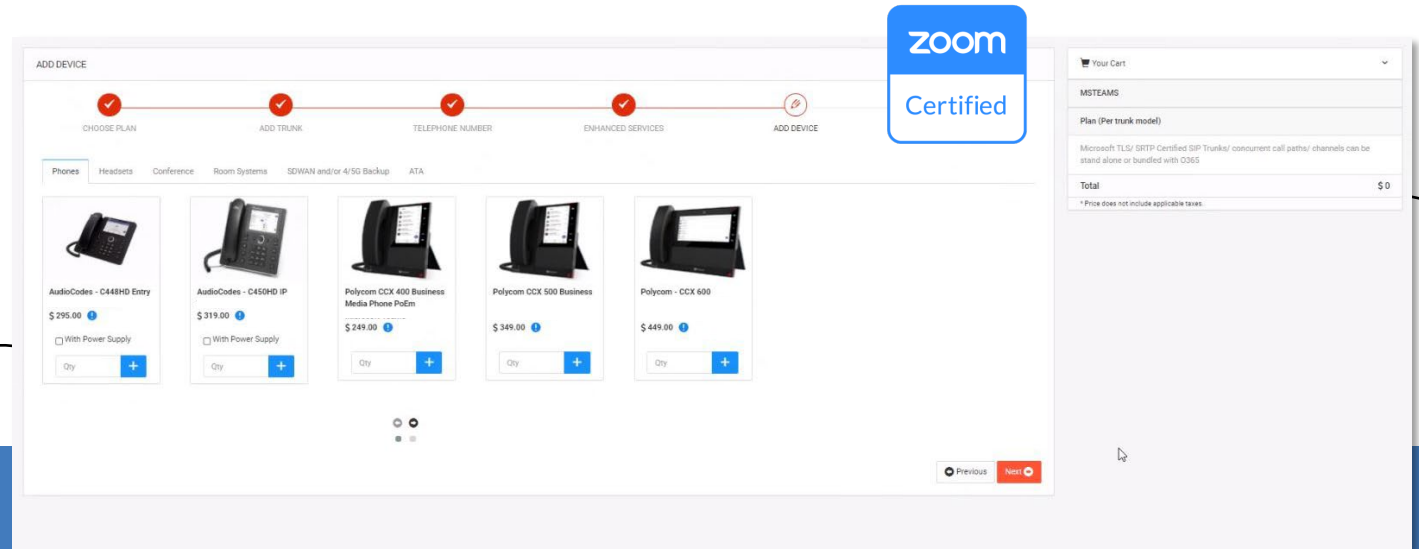 zoom
Certified
ADD DEVICE
CHOOSE PLAN
ADD TRUNK
TELEPHONE NUMBER
ENHANCED SERVICES
ADD DEVICE
Phones
Headsets
Conference
Room Systems
SDWAN and/or 4/5G Backup
ATA
AudioCodes - C448HD Entry
$ 295.00
With Power Supply
Qty
AudioCodes - C450HD IP
$ 319.00
With Power Supply
Qty
Polycom CCX 400 Business
Media Phone PoEm
$ 249.00
Qty
Polycom CCX 500 Business
$ 349.00
Qty
Polycom - CCX 600
$ 449.00
Qty
Previous
Next
Your Cart
MSTEAMS
Plan (Per trunk model)
Microsoft TLS/ SRTP Certified SIP Trunks/ concurrent call paths/ channels can be
stand alone or bundled with O365
Total $ 0
* Price does not include applicable taxes.